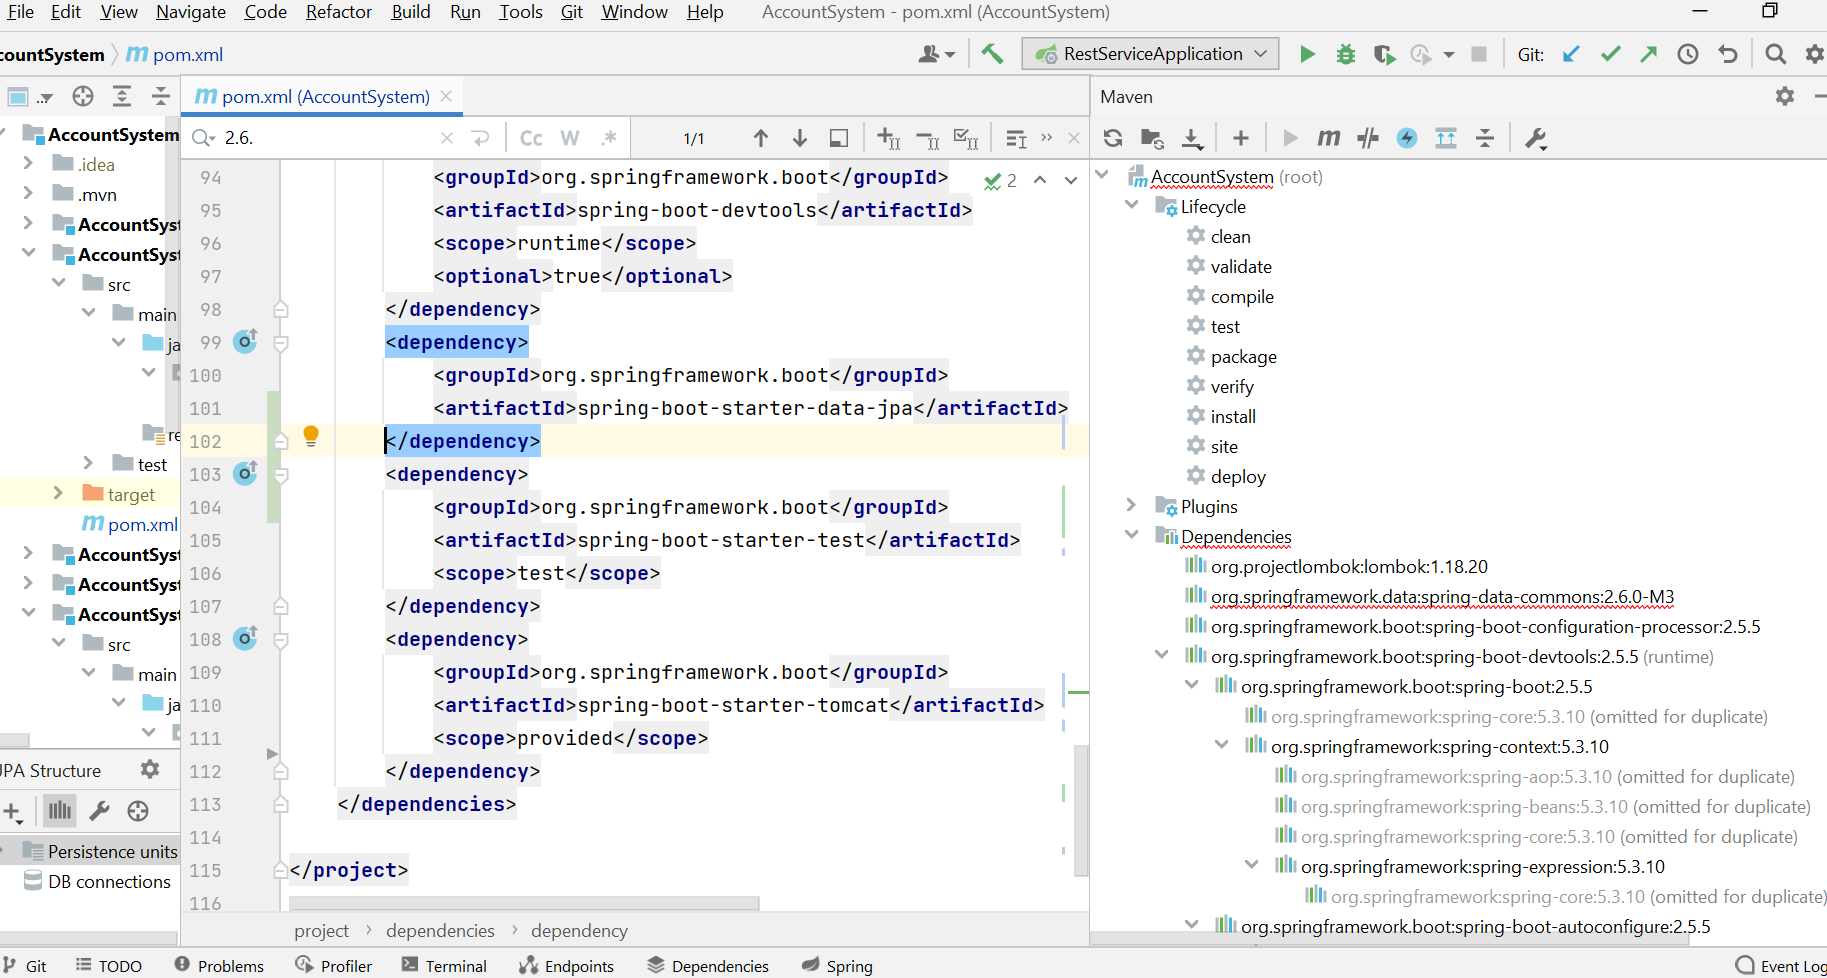 File Edit View Navigate Code Refactor Build Run Tools Git Window Help AccountSystem - pom.xml (AccountSystem)
countSystem pom.xml RestServiceApplication Git:
pom.xml (AccountSystem)
2.6. Cc W .* 1/1
AccountSystem
.idea
.mvn
AccountSyst
AccountSyst
src
main
ja
re
test
target
pom.xml
AccountSyst
AccountSyst
AccountSyst
src
main
ja
JPA Structure
Persistence units
DB connections
2
94 <groupId>org.springframework.boot</groupId>
95 <artifactId>spring-boot-devtools</artifactId>
96 <scope>runtime</scope>
97 <optional>true</optional>
98 </dependency>
99 <dependency>
100 <groupId>org.springframework.boot</groupId>
101 <artifactId>spring-boot-starter-data-jpa</artifactId>
102 </dependency>
103 <dependency>
104 <groupId>org.springframework.boot</groupId>
105 <artifactId>spring-boot-starter-test</artifactId>
106 <scope>test</scope>
107 </dependency>
108 <dependency>
109 <groupId>org.springframework.boot</groupId>
110 <artifactId>spring-boot-starter-tomcat</artifactId>
111 <scope>provided</scope>
112 </dependency>
113 </dependencies>
114
115 </project>
116
project › dependencies › dependency
Maven
AccountSystem (root)
Lifecycle
clean
validate
compile
test
package
verify
install
site
deploy
Plugins
Dependencies
org.projectlombok:lombok:1.18.20
org.springframework.data:spring-data-commons:2.6.0-M3
org.springframework.boot:spring-boot-configuration-processor:2.5.5
org.springframework.boot:spring-boot-devtools:2.5.5 (runtime)
org.springframework.boot:spring-boot:2.5.5
org.springframework:spring-core:5.3.10 (omitted for duplicate)
org.springframework:spring-context:5.3.10
org.springframework:spring-aop:5.3.10 (omitted for duplicate)
org.springframework:spring-beans:5.3.10 (omitted for duplicate)
org.springframework:spring-core:5.3.10 (omitted for duplicate)
org.springframework:spring-expression:5.3.10
org.springframework:spring-core:5.3.10 (omitted for duplicate)
org.springframework.boot:spring-boot-autoconfigure:2.5.5
Git TODO Problems Profiler Terminal Endpoints Dependencies Spring Event Log